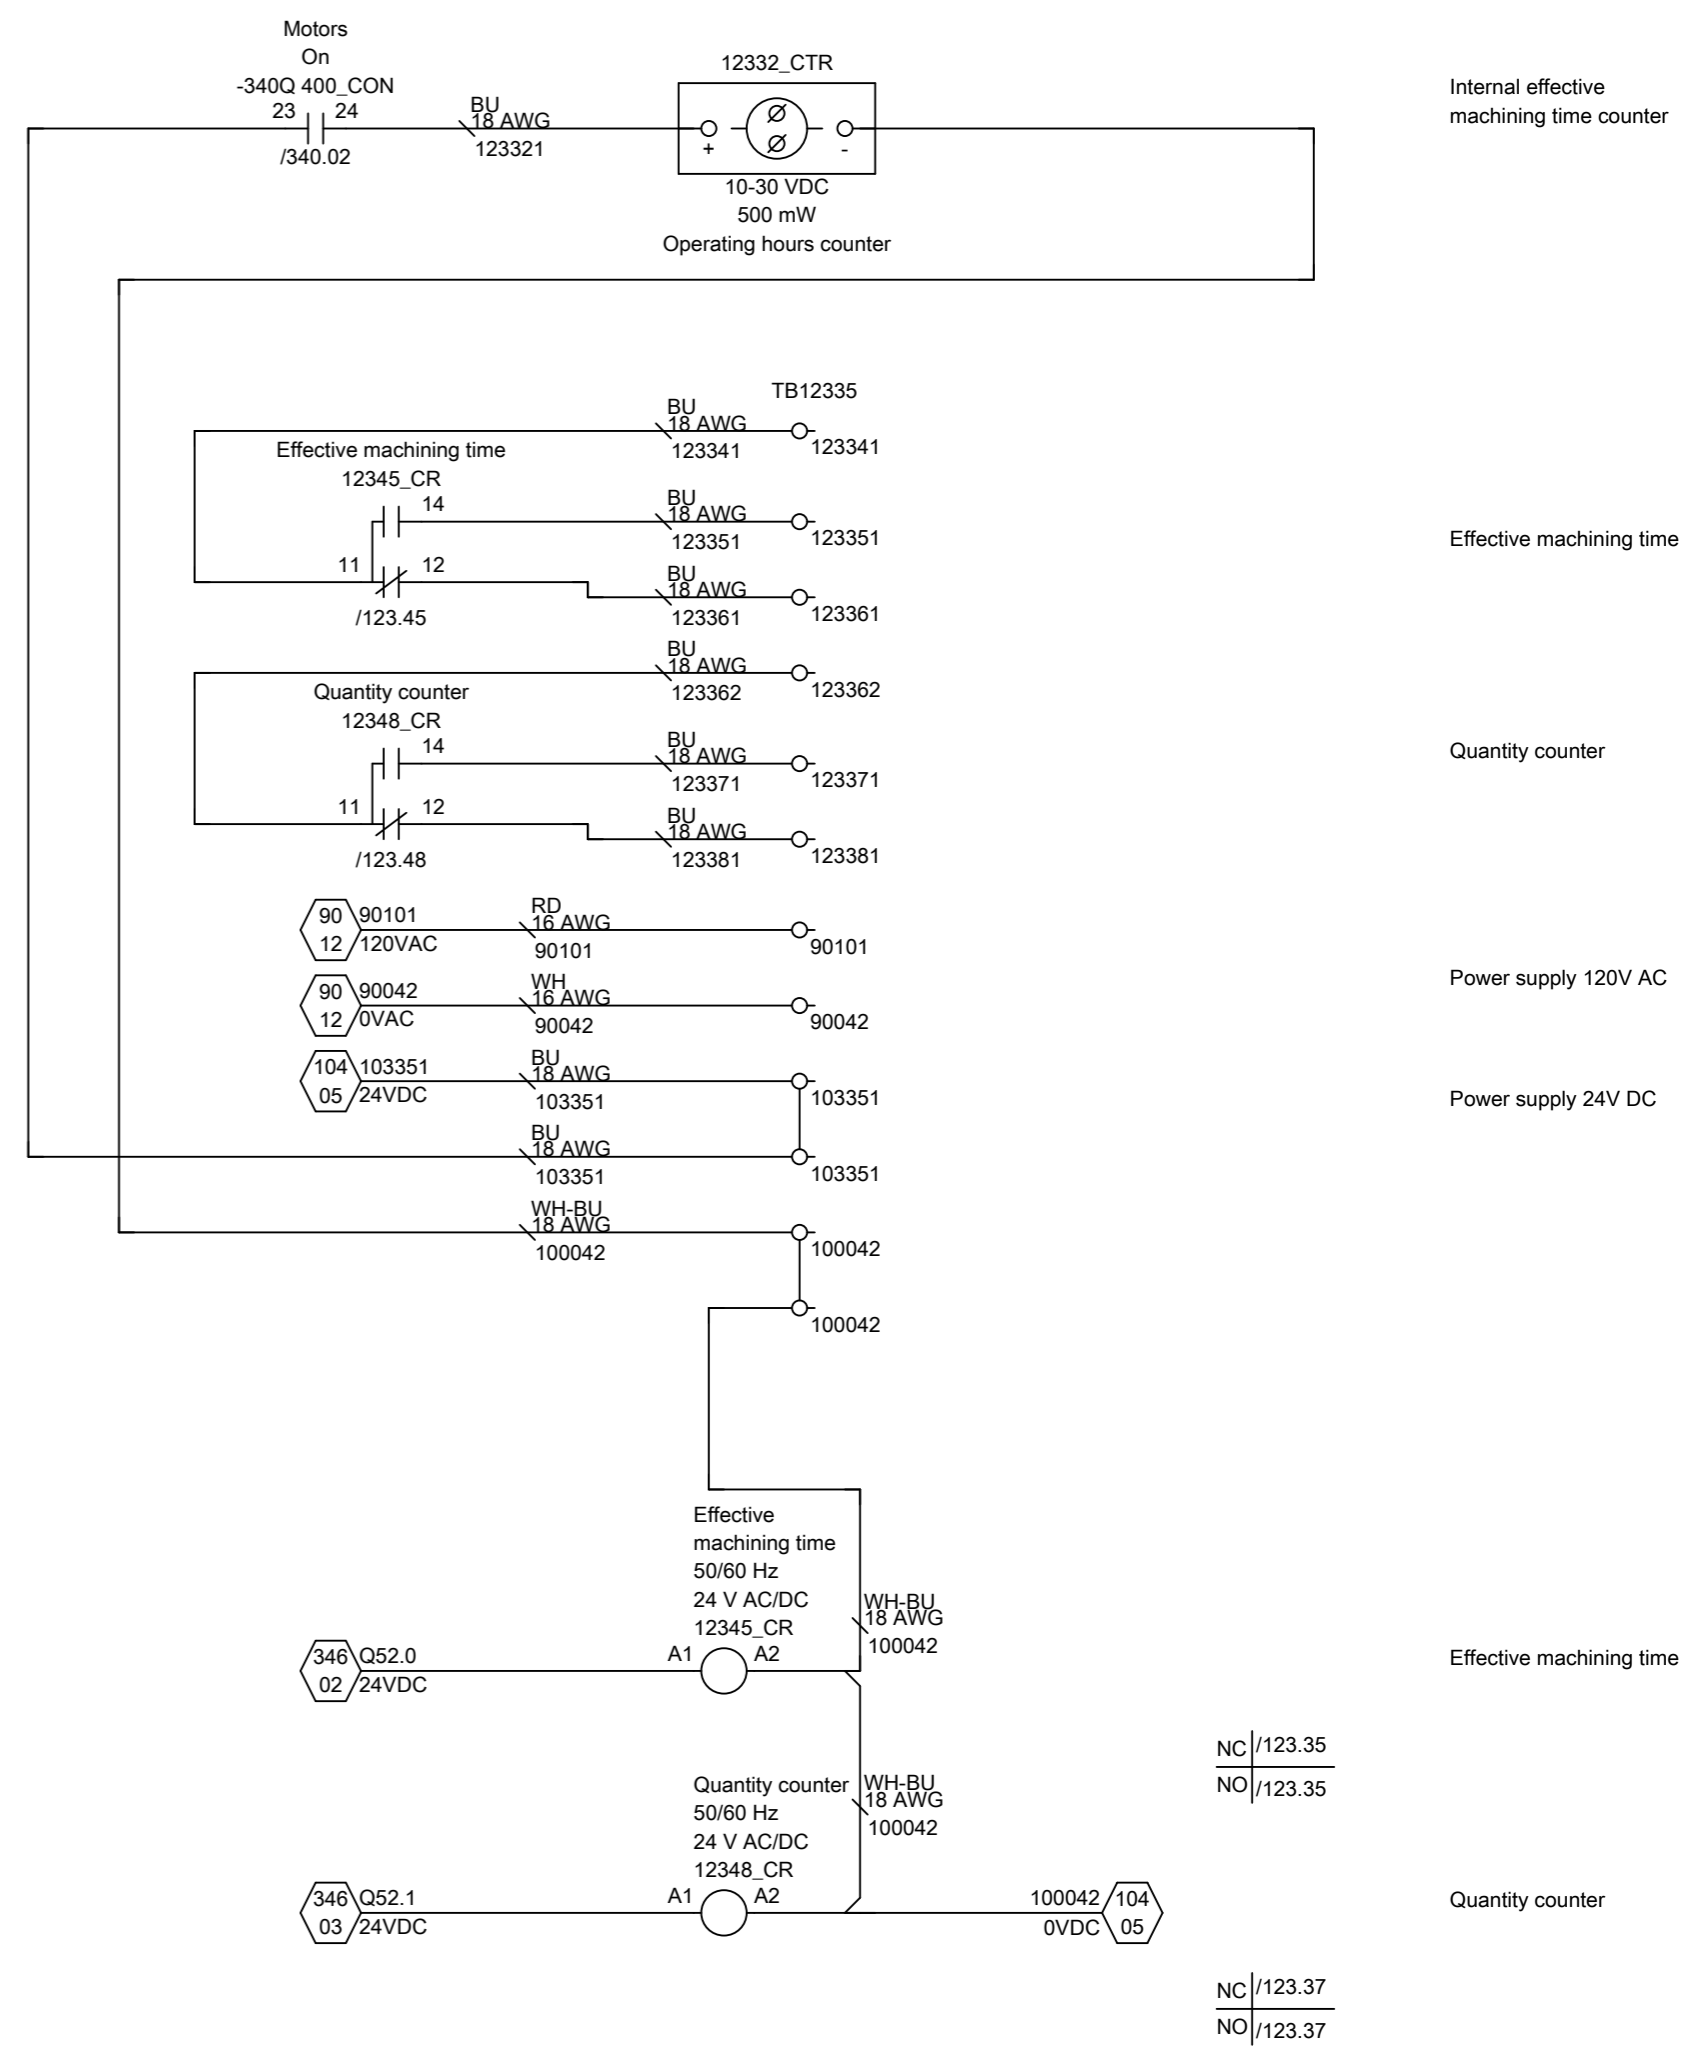 Motors
On
-340Q 400_CON
23 24
/340.02
BU
18 AWG
123321
12332_CTR
+ -
10-30 VDC
500 mW
Operating hours counter
Internal effective
machining time counter
TB12335
BU
18 AWG
123341
123341
Effective machining time
12345_CR
14
BU
18 AWG
123351
123351
Effective machining time
11 12
/123.45
BU
18 AWG
123361
123361
BU
18 AWG
123362
123362
Quantity counter
12348_CR
14
BU
18 AWG
123371
123371
Quantity counter
11 12
/123.48
BU
18 AWG
123381
123381
90
12
90101
120VAC
RD
16 AWG
90101
90101
Power supply 120V AC
90
12
90042
0VAC
WH
16 AWG
90042
90042
104
05
103351
24VDC
BU
18 AWG
103351
103351
Power supply 24V DC
BU
18 AWG
103351
103351
WH-BU
18 AWG
100042
100042
100042
Effective
machining time
50/60 Hz
24 V AC/DC
12345_CR
A1 A2
WH-BU
18 AWG
100042
346
02
Q52.0
24VDC
Effective machining time
NC /123.35
NO /123.35
Quantity counter
50/60 Hz
24 V AC/DC
12348_CR
A1 A2
WH-BU
18 AWG
100042
346
03
Q52.1
24VDC
100042
0VDC
104
05
Quantity counter
NC /123.37
NO /123.37